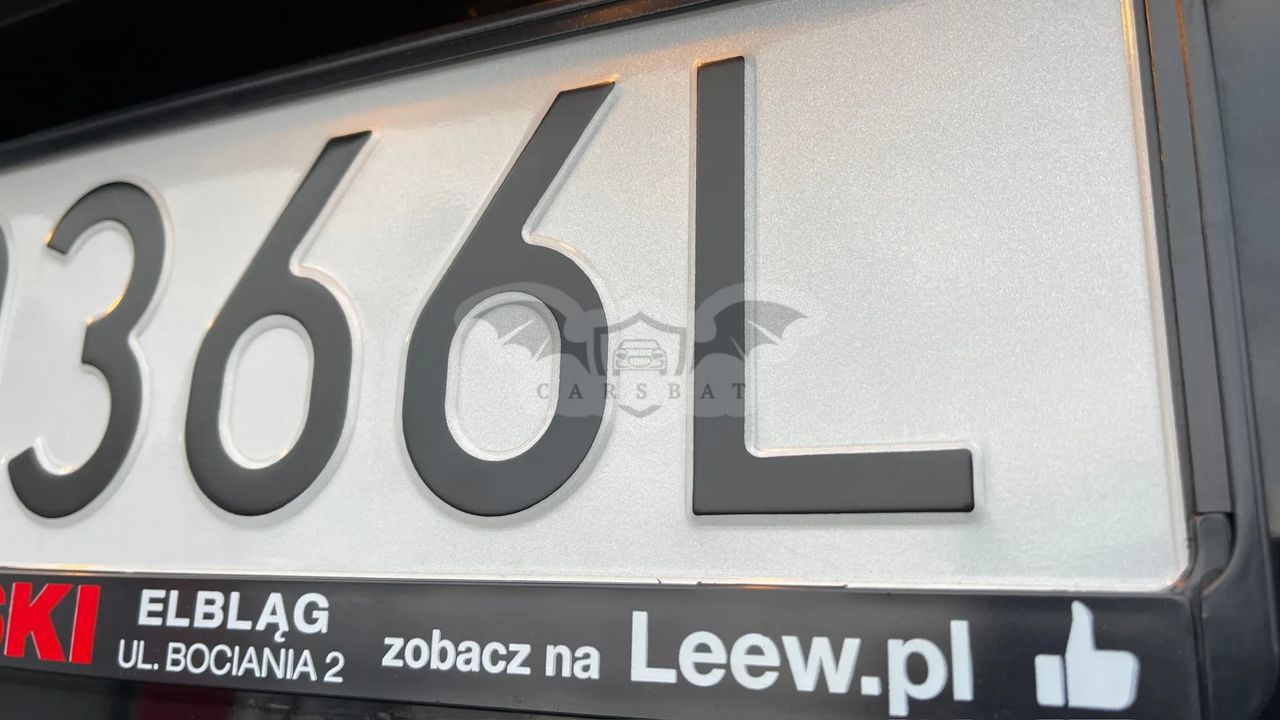 366L
CARSBAT
SKI
ELBLĄG
UL. BOCIANIA 2
zobacz na Leew.pl